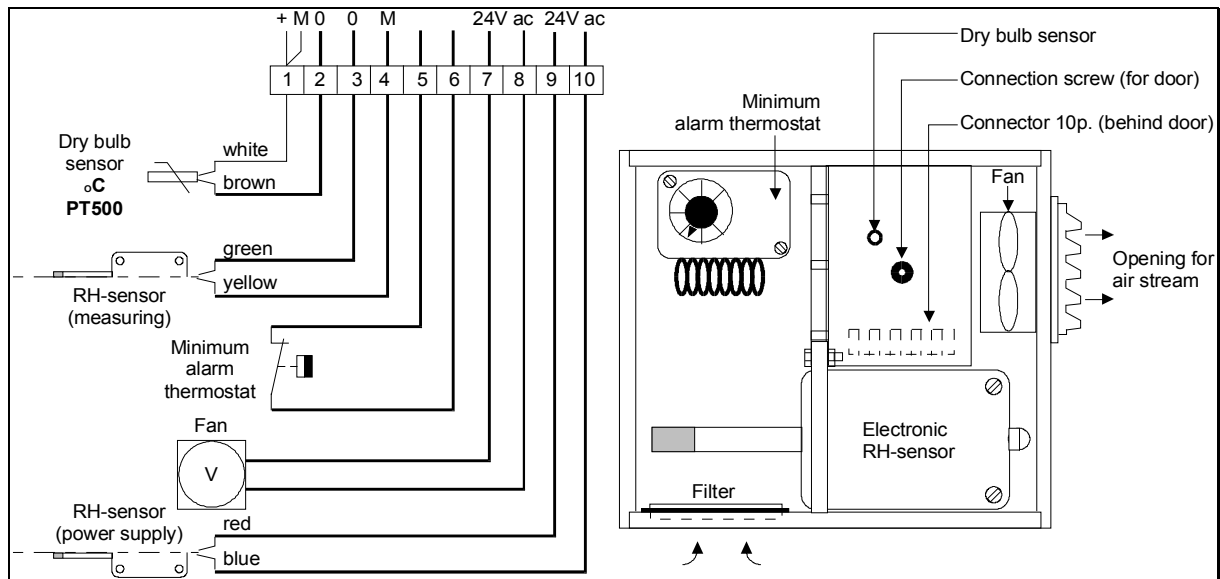 + M 0 0 M 24V ac 24V ac
1 2 3 4 5 6 7 8 9 10
Dry bulb
sensor
oC
PT500
white
brown
green
yellow
RH-sensor
(measuring)
Minimum
alarm
thermostat
Fan
V
RH-sensor
(power supply)
red
blue
Dry bulb sensor
Connection screw (for door)
Connector 10p. (behind door)
Minimum
alarm thermostat
Fan
Opening for
air stream
Electronic
RH-sensor
Filter